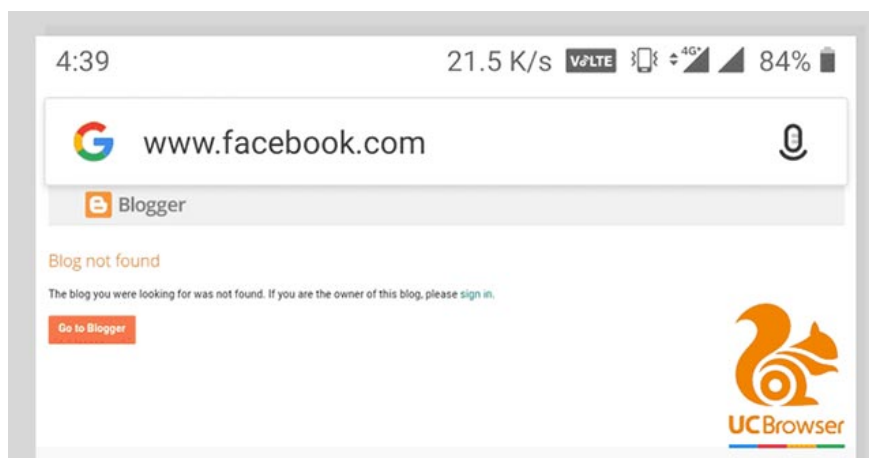 4:39 21.5 K/s VoLTE 4G+ 84%
www.facebook.com
Blogger
Blog not found
The blog you were looking for was not found. If you are the owner of this blog, please sign in.
Go to Blogger
UCBrowser